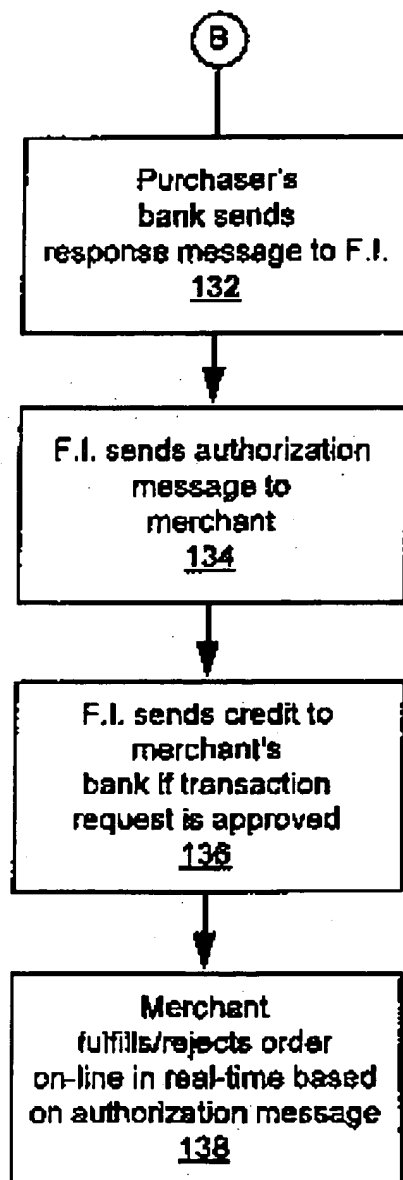 B
Purchaser's
bank sends
response message to F.I.
132
F.I. sends authorization
message to
merchant
134
F.I. sends credit to
merchant's
bank if transaction
request is approved
136
Merchant
fulfills/rejects order
on-line in real-time based
on authorization message
138